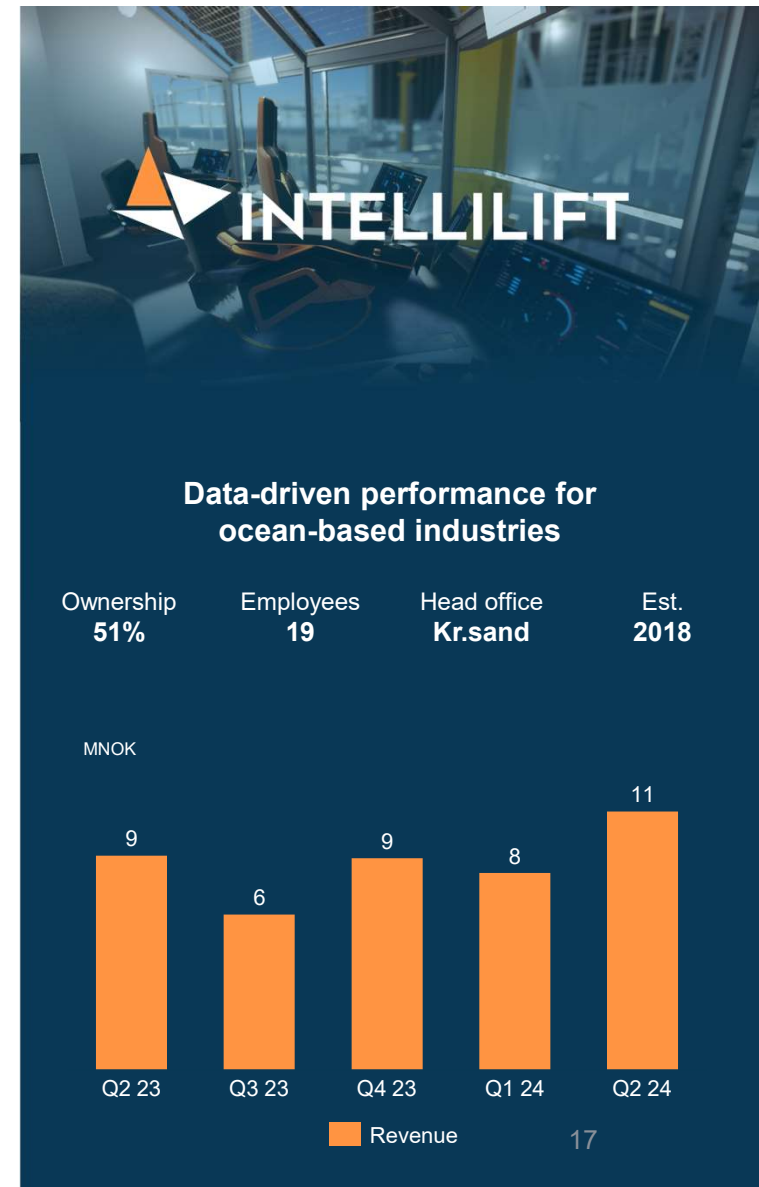 INTELLILIFT
Data-driven performance for
ocean-based industries
Ownership Employees Head office Est.
51% 19 Kr.sand 2018
MNOK
9 6 9 8 11
Q2 23 Q3 23 Q4 23 Q1 24 Q2 24
Revenue
17